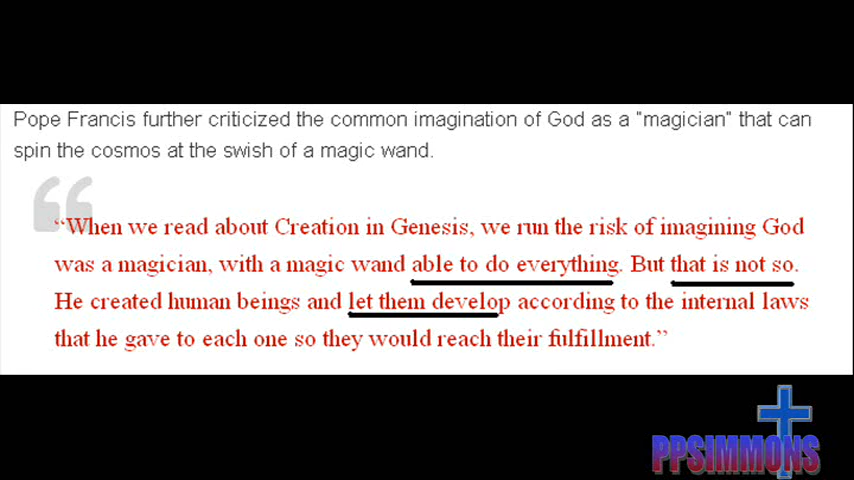 Pope Francis further criticized the common imagination of God as a "magician" that can
spin the cosmos at the swish of a magic wand.
“When we read about Creation in Genesis, we run the risk of imagining God
was a magician, with a magic wand able to do everything. But that is not so.
He created human beings and let them develop according to the internal laws
that he gave to each one so they would reach their fulfillment.”
PPSIMMONS